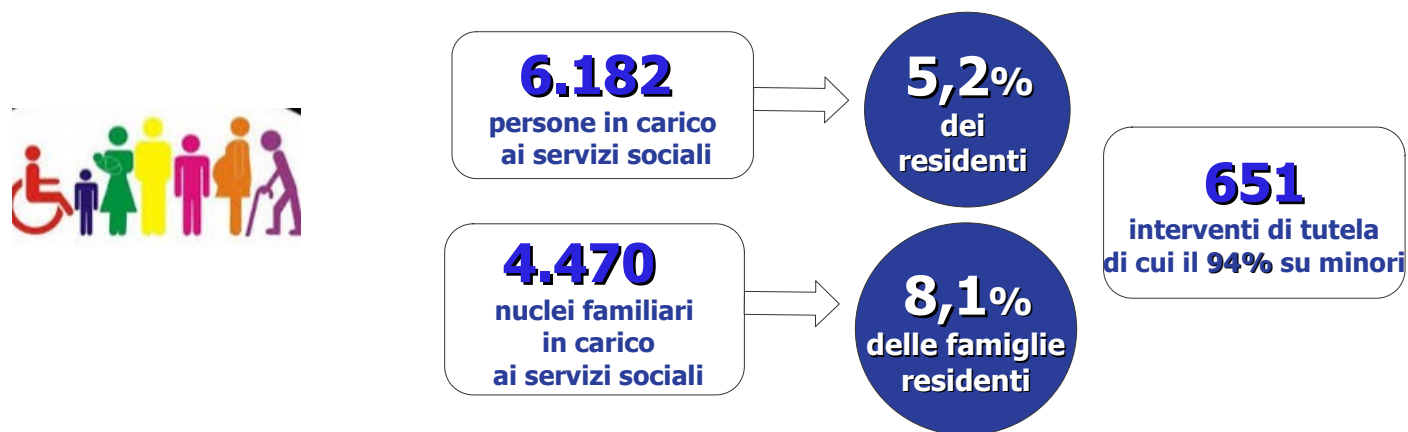 6.182
persone in carico
ai servizi sociali
5,2%
dei
residenti
4.470
nuclei familiari
in carico
ai servizi sociali
8,1%
delle famiglie
residenti
651
interventi di tutela
di cui il 94% su minori